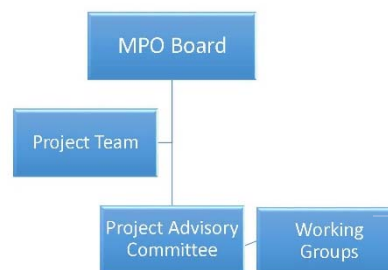 MPO Board
Project Team
Project Advisory
Committee
Working
Groups